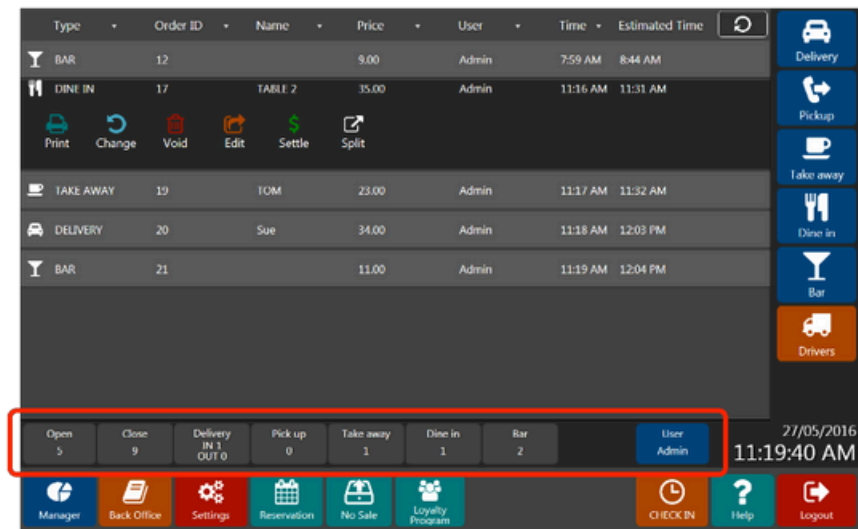 Type Order ID Name Price User Time Estimated Time
BAR 12 9.00 Admin 7:59 AM 8:44 AM
DINE IN 17 TABLE 2 35.00 Admin 11:16 AM 11:31 AM
Print Change Void Edit Settle Split
TAKE AWAY 19 TOM 23.00 Admin 11:17 AM 11:32 AM
DELIVERY 20 Sue 34.00 Admin 11:18 AM 12:03 PM
BAR 21 11.00 Admin 11:19 AM 12:04 PM
Delivery
Pickup
Take away
Dine in
Bar
Drivers
Open
5
Close
9
Delivery
IN 1
OUT 0
Pick up
0
Take away
1
Dine in
1
Bar
2
User
Admin
27/05/2016
11:19:40 AM
Manager
Back Office
Settings
Reservation
No Sale
Loyalty
Program
CHECK IN
Help
Logout